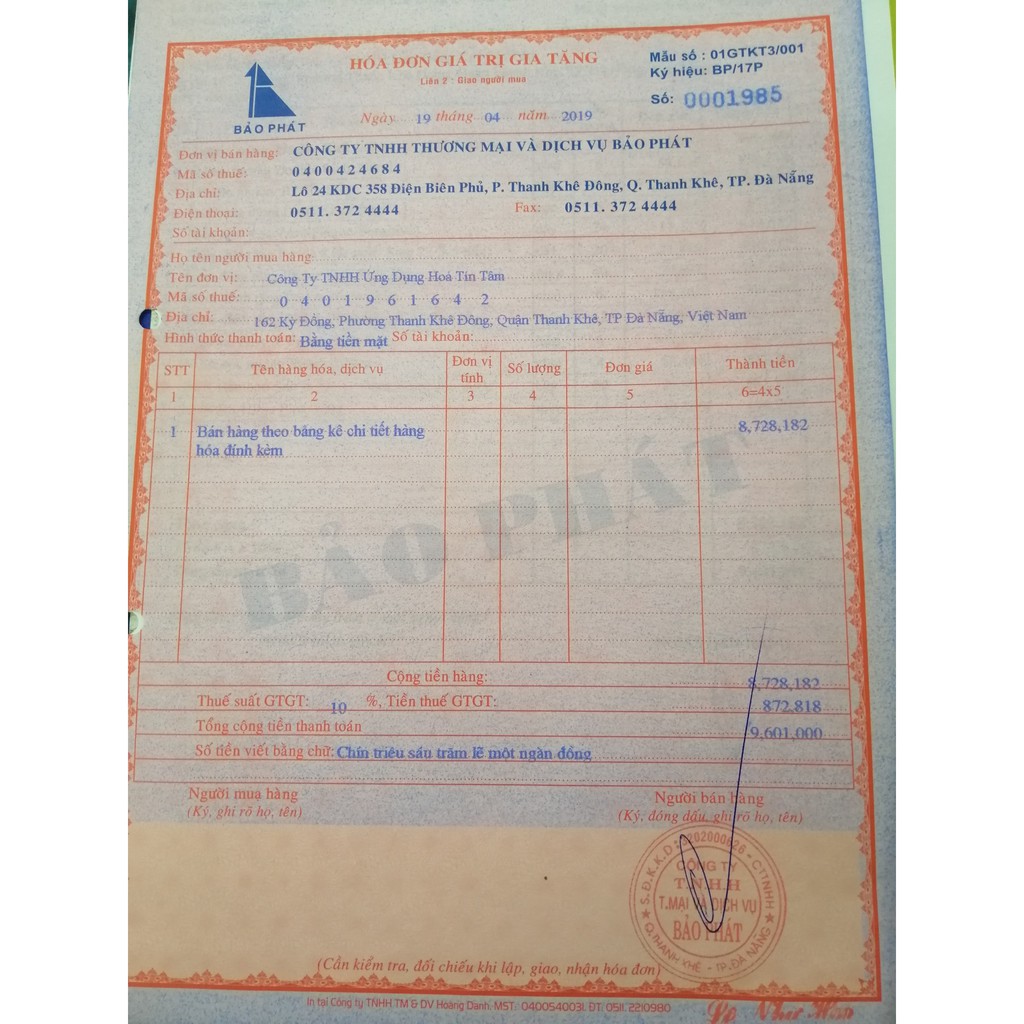 HÓA ĐƠN GIÁ TRỊ GIA TĂNG
Liên 2 : Giao người mua
Mẫu số : 01GTKT3/001
Ký hiệu: BP/17P
Số: 0001985
BẢO PHÁT
Ngày 19 tháng 04 năm 2019
Đơn vị bán hàng: CÔNG TY TNHH THƯƠNG MẠI VÀ DỊCH VỤ BẢO PHÁT
Mã số thuế: 0400424684
Địa chỉ: Lô 24 KDC 358 Điện Biên Phủ, P. Thanh Khê Đông, Q. Thanh Khê, TP. Đà Nẵng
Điện thoại: 0511. 372 4444 Fax: 0511. 372 4444
Số tài khoản:
Họ tên người mua hàng:
Tên đơn vị: Công Ty TNHH Ứng Dụng Hoá Tín Tâm
Mã số thuế: 0 4 0 1 9 6 1 6 4 2
Địa chỉ: 162 Kỳ Đồng, Phường Thanh Khê Đông, Quận Thanh Khê, TP Đà Nẵng, Việt Nam
Hình thức thanh toán: Bằng tiền mặt Số tài khoản:
STT Tên hàng hóa, dịch vụ Đơn vị tính Số lượng Đơn giá Thành tiền
1 2 3 4 5 6=4x5
1 Bán hàng theo bảng kê chi tiết hàng 8,728,182
hóa đính kèm
BẢO PHÁT
Cộng tiền hàng: 8,728,182
Thuế suất GTGT: 10 %, Tiền thuế GTGT: 872,818
Tổng cộng tiền thanh toán 9,601,000
Số tiền viết bằng chữ: Chín triệu sáu trăm lẻ một ngàn đồng
Người mua hàng Người bán hàng
(Ký, ghi rõ họ, tên) (Ký, đóng dấu, ghi rõ họ, tên)
S.Đ.K.K.D: 3202000626 - CTTNHH
CÔNG TY
T.N.H.H
T.MẠI VÀ DỊCH VỤ
BẢO PHÁT
Q.THANH KHÊ - TP.ĐÀ NẴNG
(Cần kiểm tra, đối chiếu khi lập, giao, nhận hóa đơn)
In tại Công ty TNHH TM & DV Hoàng Danh. MST: 0400540031. ĐT: 0511. 2210980